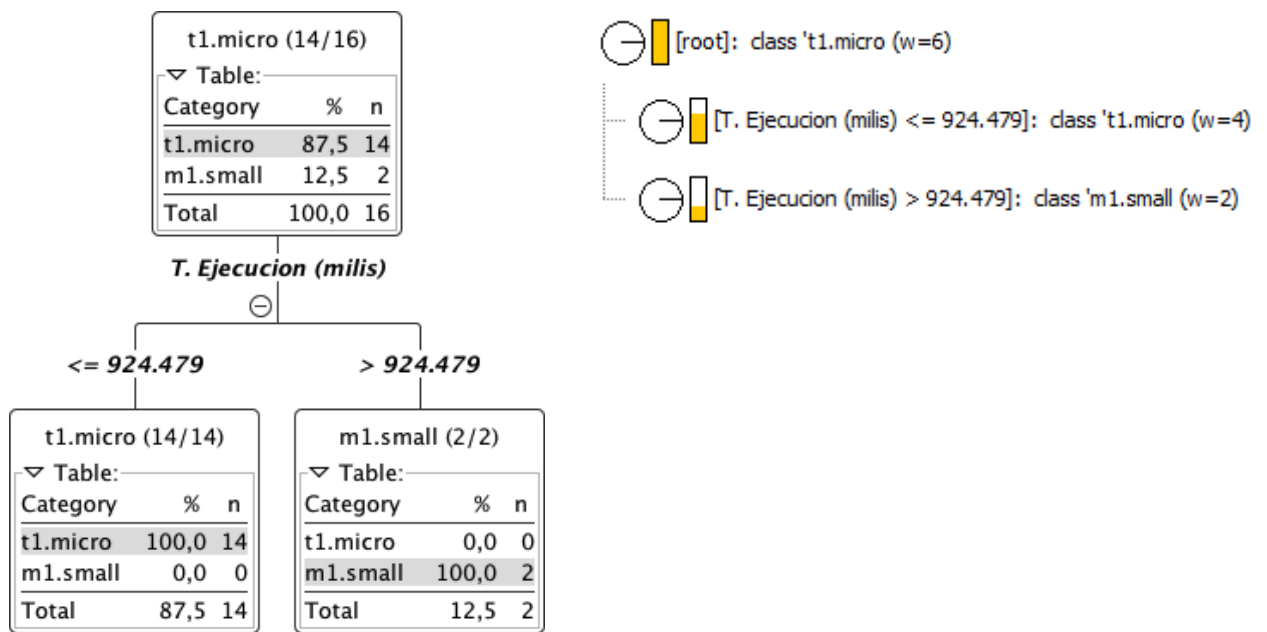 t1.micro (14/16)
Table:
Category % n
t1.micro 87,5 14
m1.small 12,5 2
Total 100,0 16
T. Ejecucion (milis)
<= 924.479
> 924.479
t1.micro (14/14)
Table:
Category % n
t1.micro 100,0 14
m1.small 0,0 0
Total 87,5 14
m1.small (2/2)
Table:
Category % n
t1.micro 0,0 0
m1.small 100,0 2
Total 12,5 2
[root]: class 't1.micro (w=6)
[T. Ejecucion (milis) <= 924.479]: class 't1.micro (w=4)
[T. Ejecucion (milis) > 924.479]: class 'm1.small (w=2)